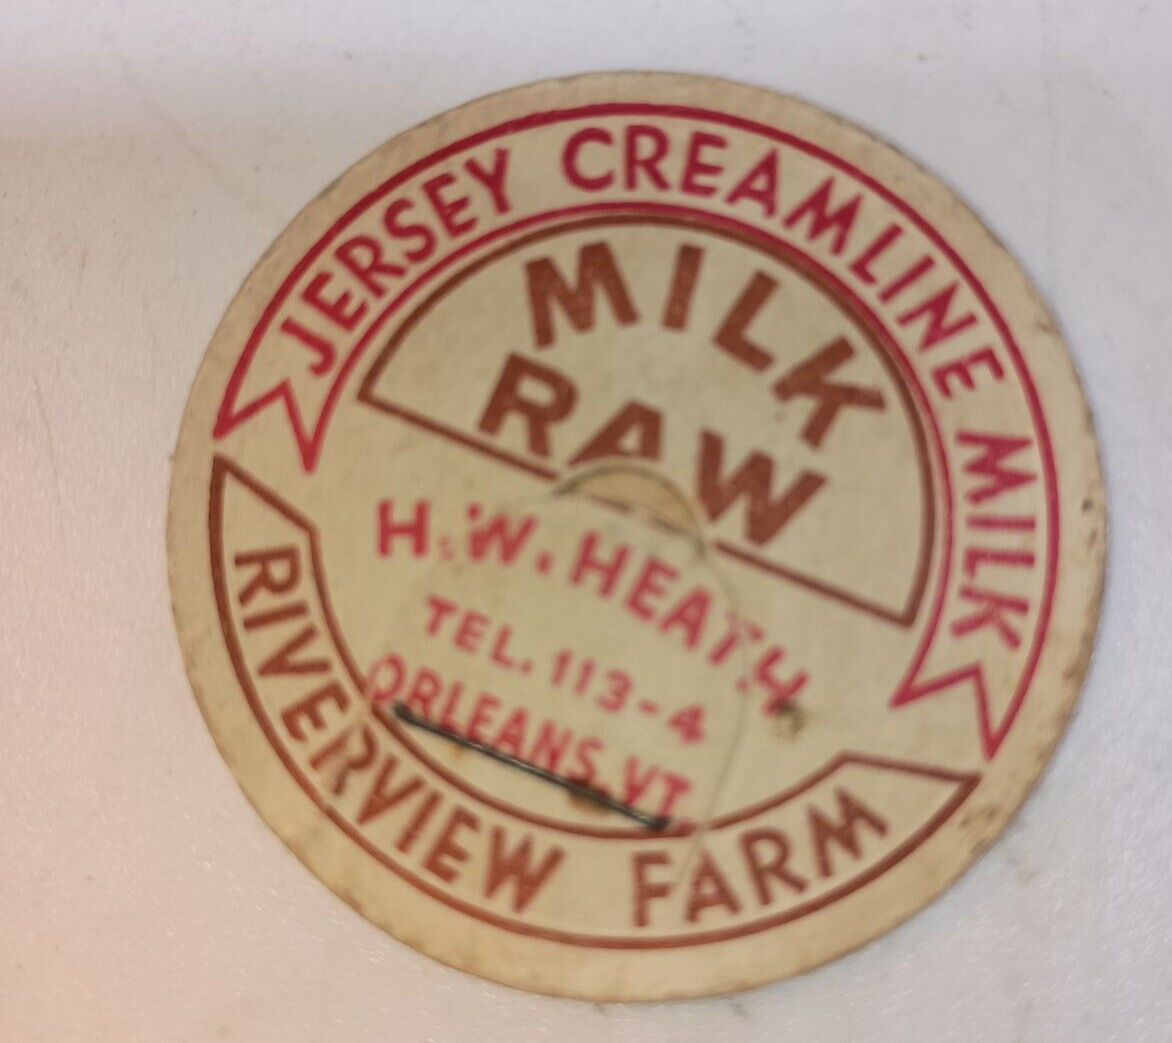 JERSEY CREAMLINE MILK
MILK
RAW
H.W. HEATH
TEL. 113-4
ORLEANS, VT.
RIVERVIEW FARM